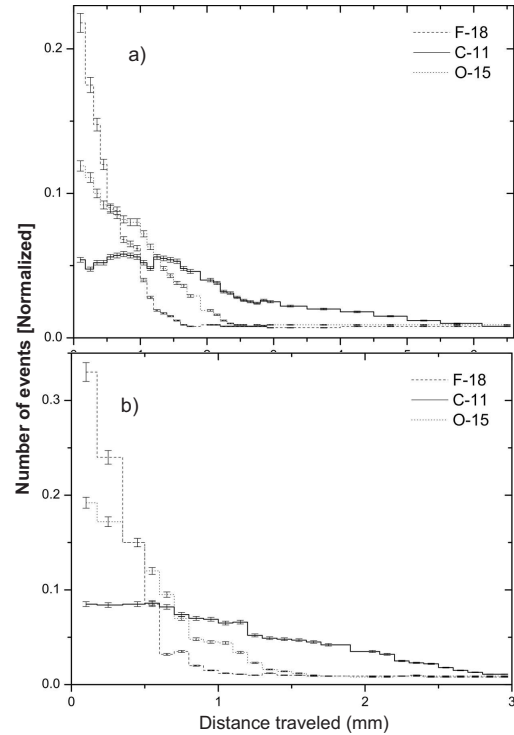 0.2
a)
F-18
C-11
O-15
0.1
0.0
Number of events [Normalized]
b)
F-18
C-11
O-15
0.3
0.2
0.1
0.0
0 1 2 3
Distance traveled (mm)